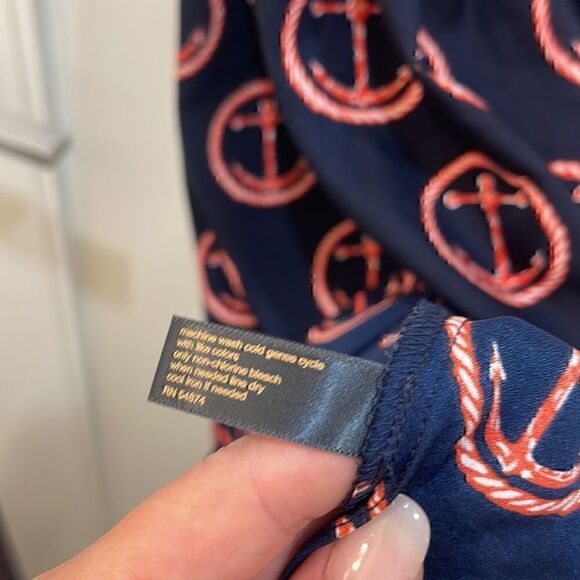 machine wash cold gentle cycle
with like colors
only non-chlorine bleach
when needed line dry
cool iron if needed
RN 54874